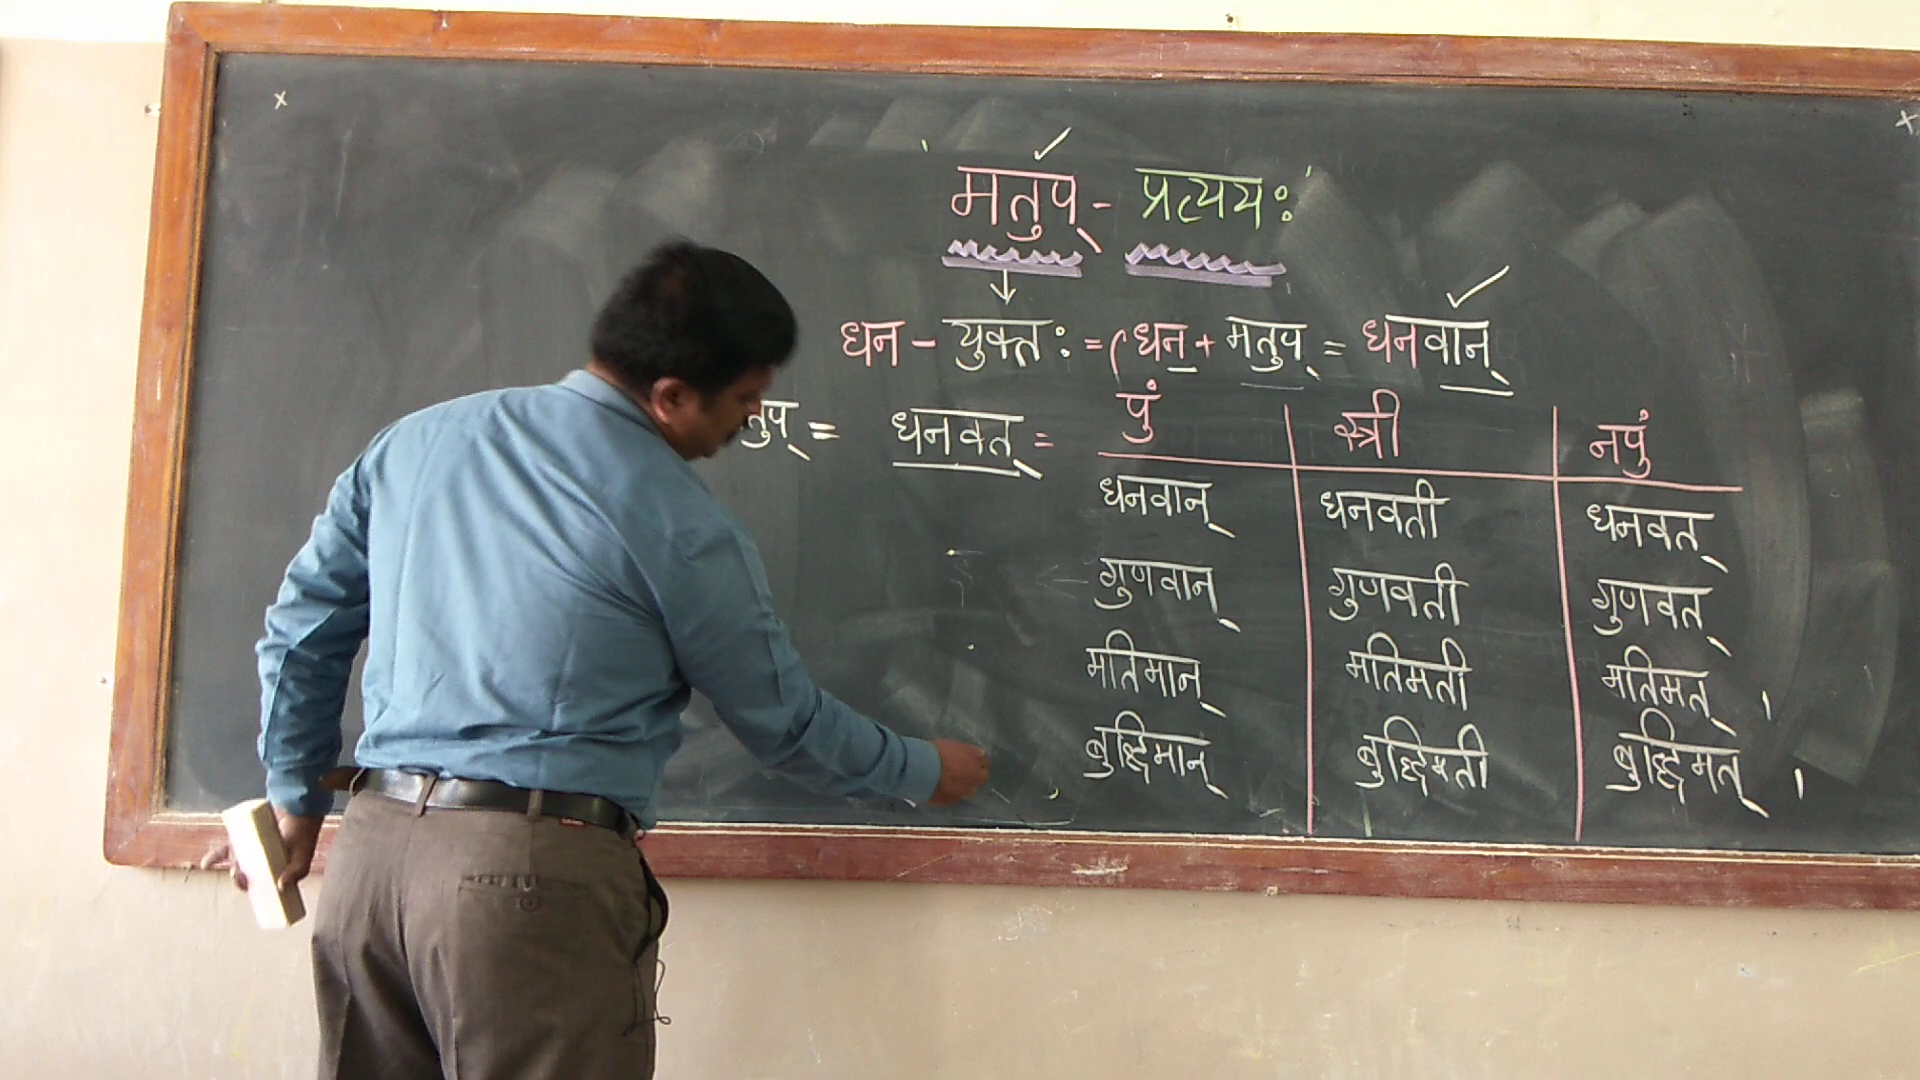 मतुप् - प्रत्ययः
धन - युक्तः = (धन + मतुप् = धनवान्
तुप् = धनवत् =
पुं स्त्री नपुं
धनवान् धनवती धनवत्
गुणवान् गुणवती गुणवत्
मतिमान् मतिमती मतिमत् ।
बुद्धिमान् बुद्धिमती बुद्धिमत् ।